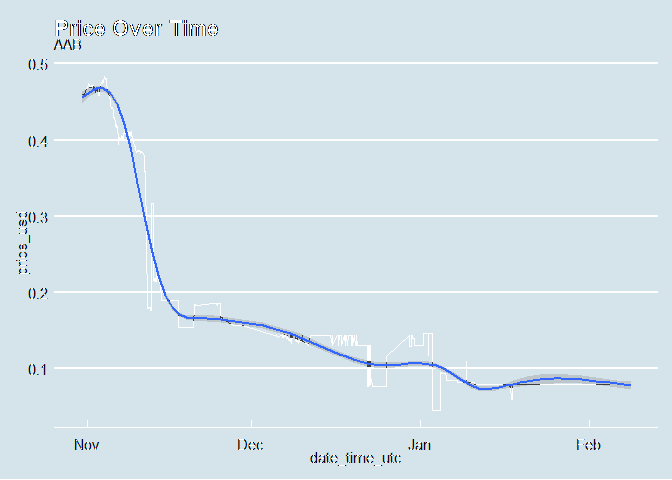 Price Over Time
AAB
0.5
0.4
0.3
0.2
0.1
price_usd
Nov Dec Jan Feb
date_time_utc